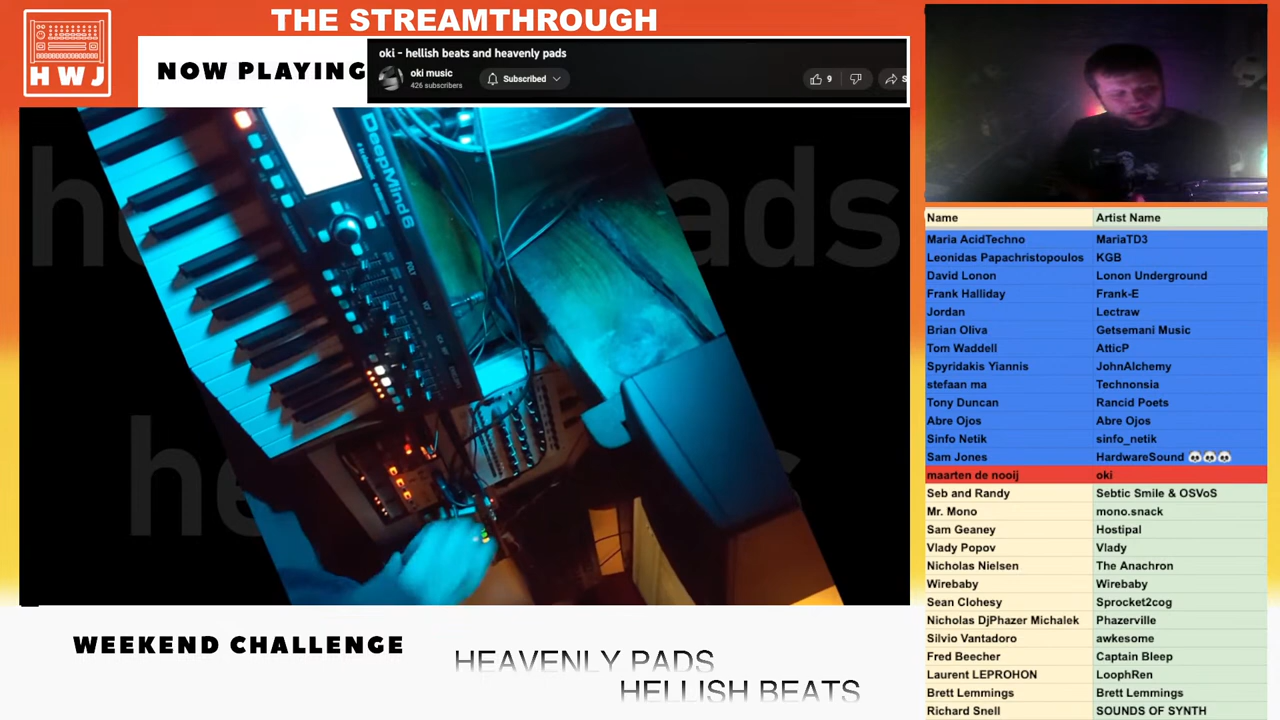 THE STREAMTHROUGH
HWJ
NOW PLAYING
oki - hellish beats and heavenly pads
oki music
426 subscribers
Subscribed
9
S
DeepMind 6
POLY
VCF
ads
WEEKEND CHALLENGE
HEAVENLY PADS
HELLISH BEATS
Name Artist Name
Maria AcidTechno MariaTD3
Leonidas Papachristopoulos KGB
David Lonon Lonon Underground
Frank Halliday Frank-E
Jordan Lectraw
Brian Oliva Getsemani Music
Tom Waddell AtticP
Spyridakis Yiannis JohnAlchemy
stefaan ma Technonsia
Tony Duncan Rancid Poets
Abre Ojos Abre Ojos
Sinfo Netik sinfo_netik
Sam Jones HardwareSound 💀💀💀
maarten de nooij oki
Seb and Randy Sebtic Smile & OSVoS
Mr. Mono mono.snack
Sam Geaney Hostipal
Vlady Popov Vlady
Nicholas Nielsen The Anachron
Wirebaby Wirebaby
Sean Clohesy Sprocket2cog
Nicholas DjPhazer Michalek Phazerville
Silvio Vantadoro awkesome
Fred Beecher Captain Bleep
Laurent LEPROHON LoophRen
Brett Lemmings Brett Lemmings
Richard Snell SOUNDS OF SYNTH